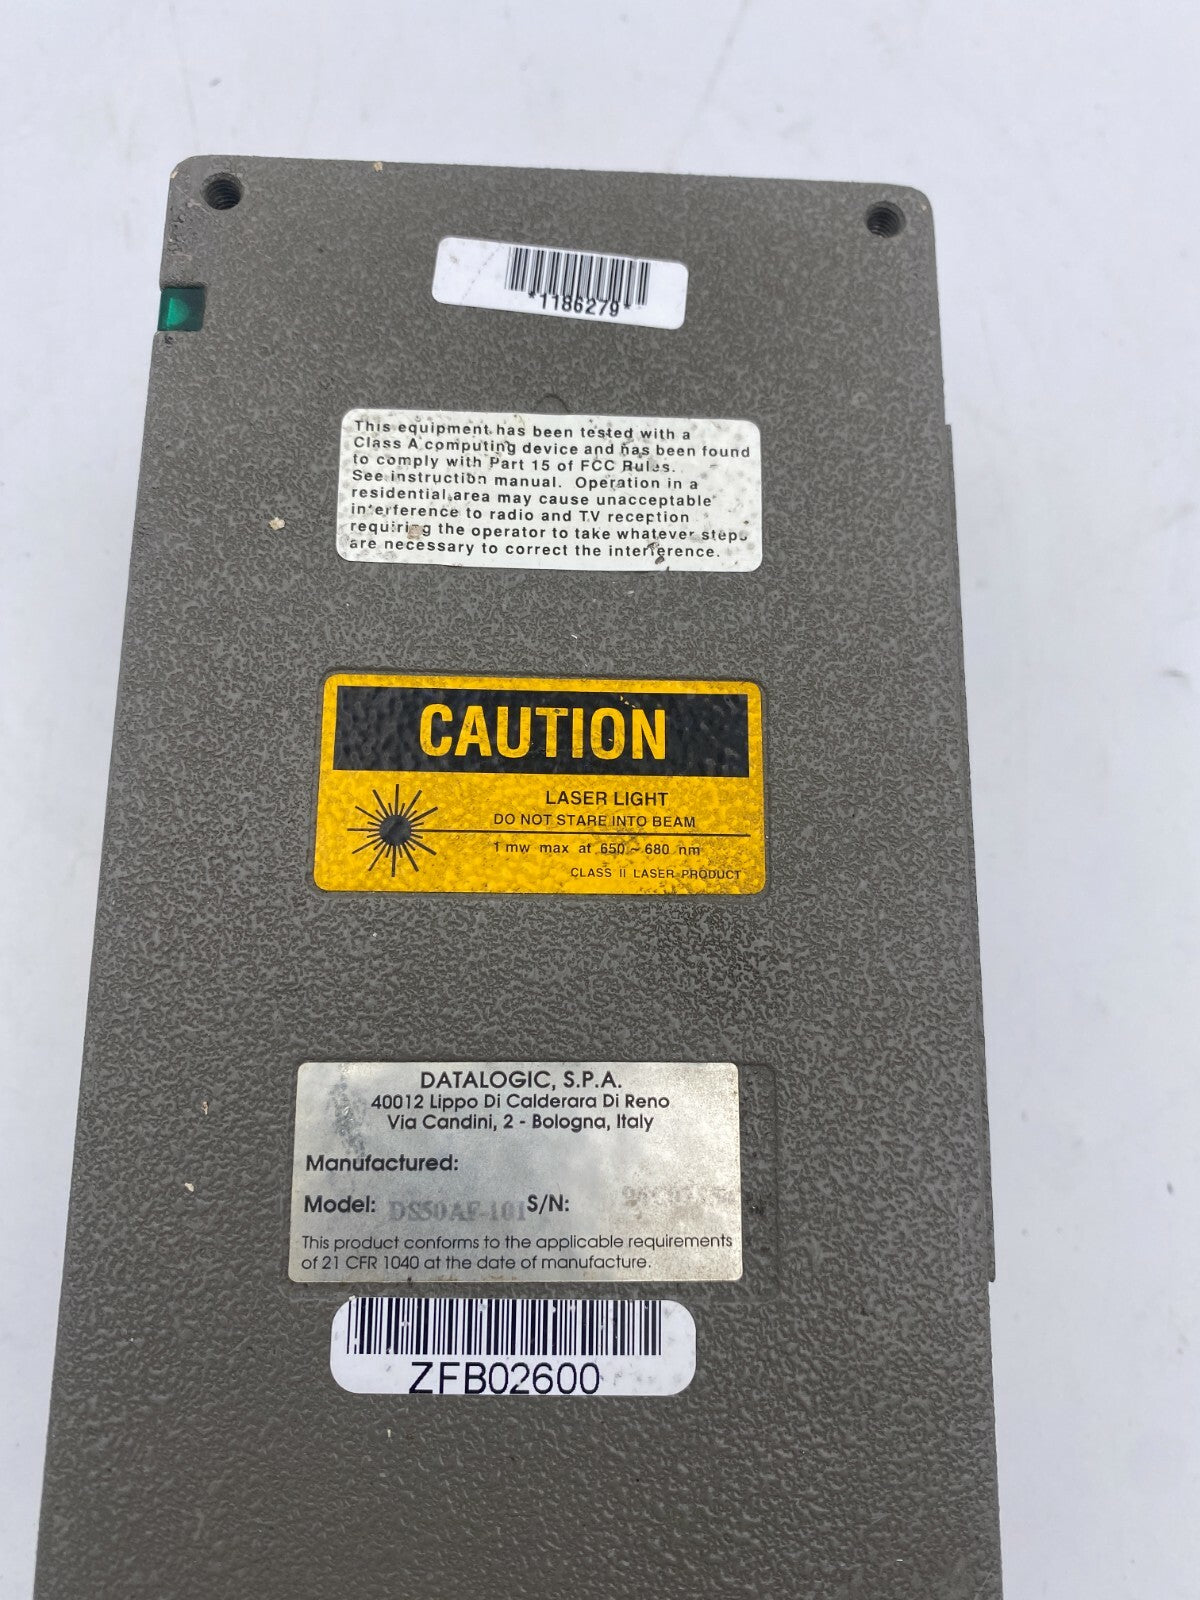 *1186279*
This equipment has been tested with a
Class A computing device and has been found
to comply with Part 15 of FCC Rules.
See instruction manual. Operation in a
residential area may cause unacceptable
interference to radio and TV reception
requiring the operator to take whatever steps
are necessary to correct the interference.
CAUTION
LASER LIGHT
DO NOT STARE INTO BEAM
1 mw max at 650 ~ 680 nm
CLASS II LASER PRODUCT
DATALOGIC, S.P.A.
40012 Lippo Di Calderara Di Reno
Via Candini, 2 - Bologna, Italy
Manufactured:
Model: DS50AF-101 S/N:
This product conforms to the applicable requirements
of 21 CFR 1040 at the date of manufacture.
ZFB02600